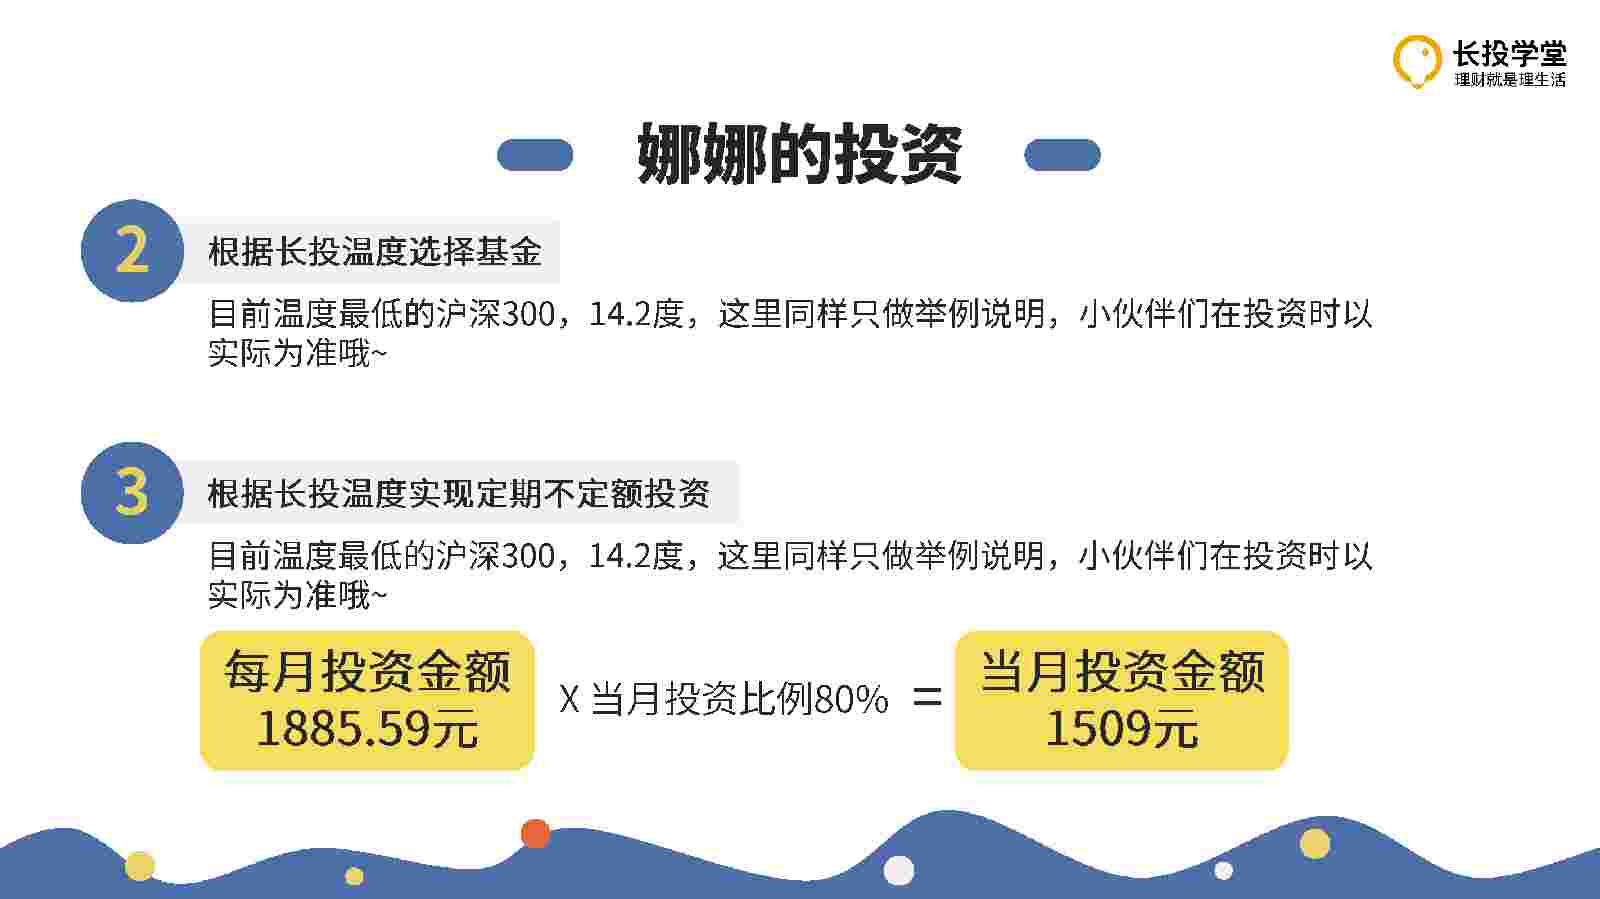 长投学堂
理财就是理生活
娜娜的投资
2
根据长投温度选择基金
目前温度最低的沪深300，14.2度，这里同样只做举例说明，小伙伴们在投资时以
实际为准哦~
3
根据长投温度实现定期不定额投资
目前温度最低的沪深300，14.2度，这里同样只做举例说明，小伙伴们在投资时以
实际为准哦~
每月投资金额
1885.59元
X 当月投资比例80%
=
当月投资金额
1509元